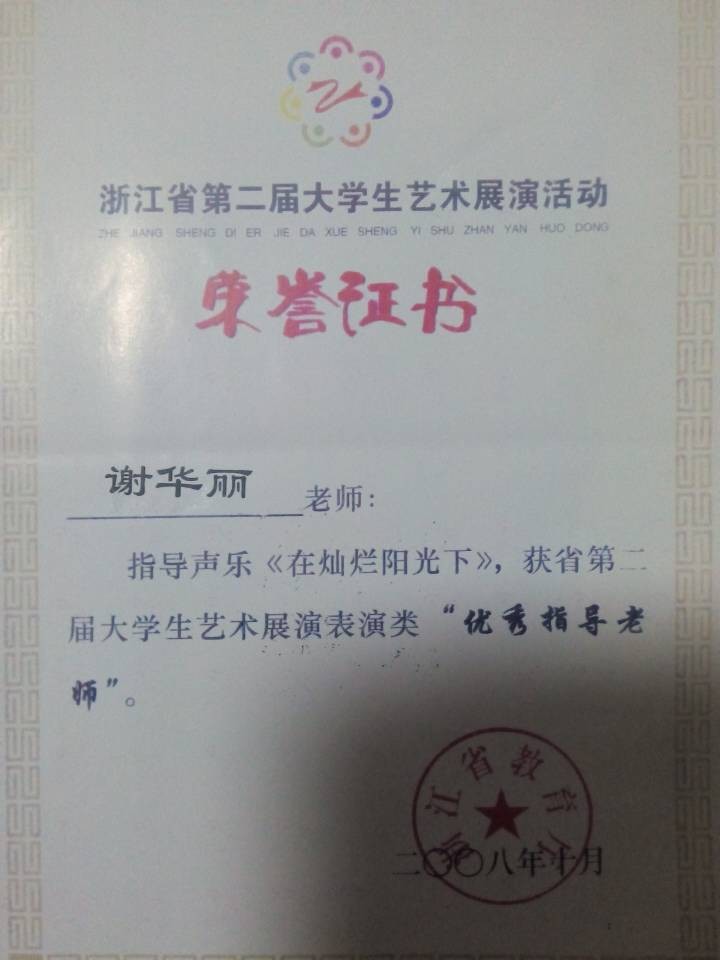 浙江省第二届大学生艺术展演活动
ZHE JIANG SHENG DI ER JIE DA XUE SHENG YI SHU ZHAN YAN HUO DONG
荣誉证书
谢华丽 老师：
指导声乐《在灿烂阳光下》，获省第二
届大学生艺术展演表演类“优秀指导老
师”。
江省教育
二〇〇八年十月